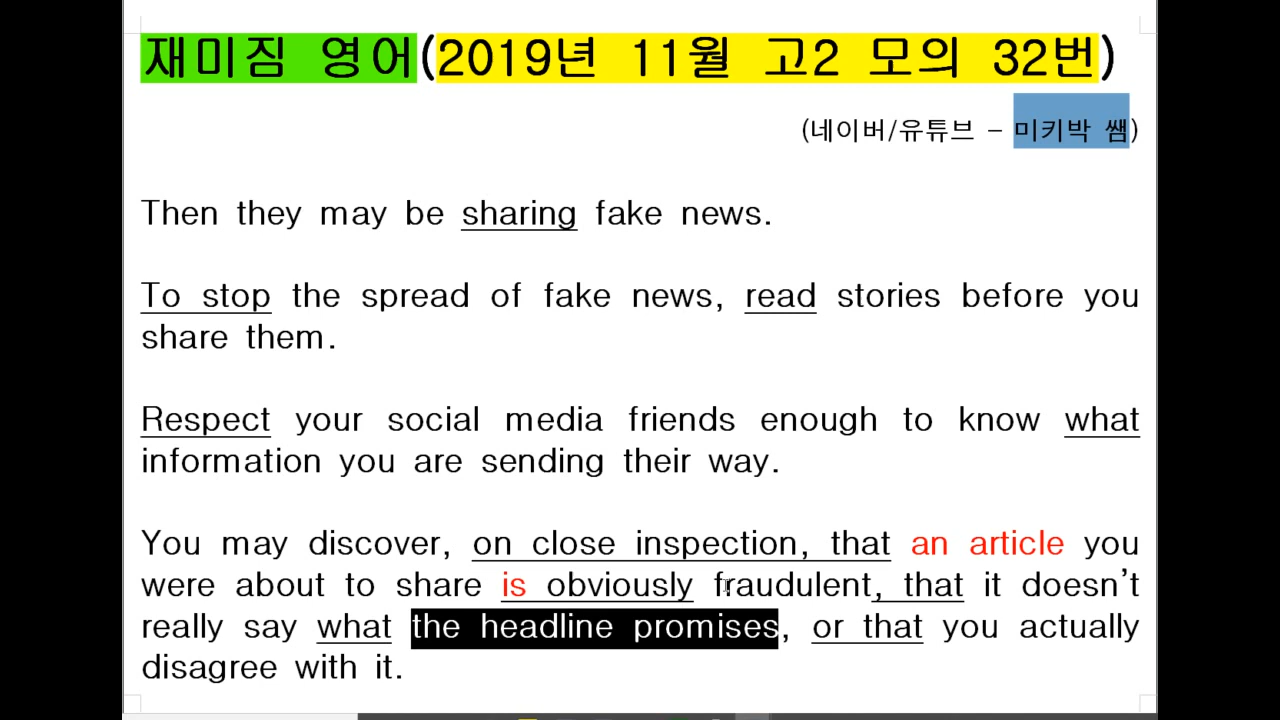 재미짐 영어(2019년 11월 고2 모의 32번)
(네이버/유튜브 - 미키박 쌤)
Then they may be sharing fake news.
To stop the spread of fake news, read stories before you
share them.
Respect your social media friends enough to know what
information you are sending their way.
You may discover, on close inspection, that an article you
were about to share is obviously fraudulent, that it doesn't
really say what the headline promises, or that you actually
disagree with it.